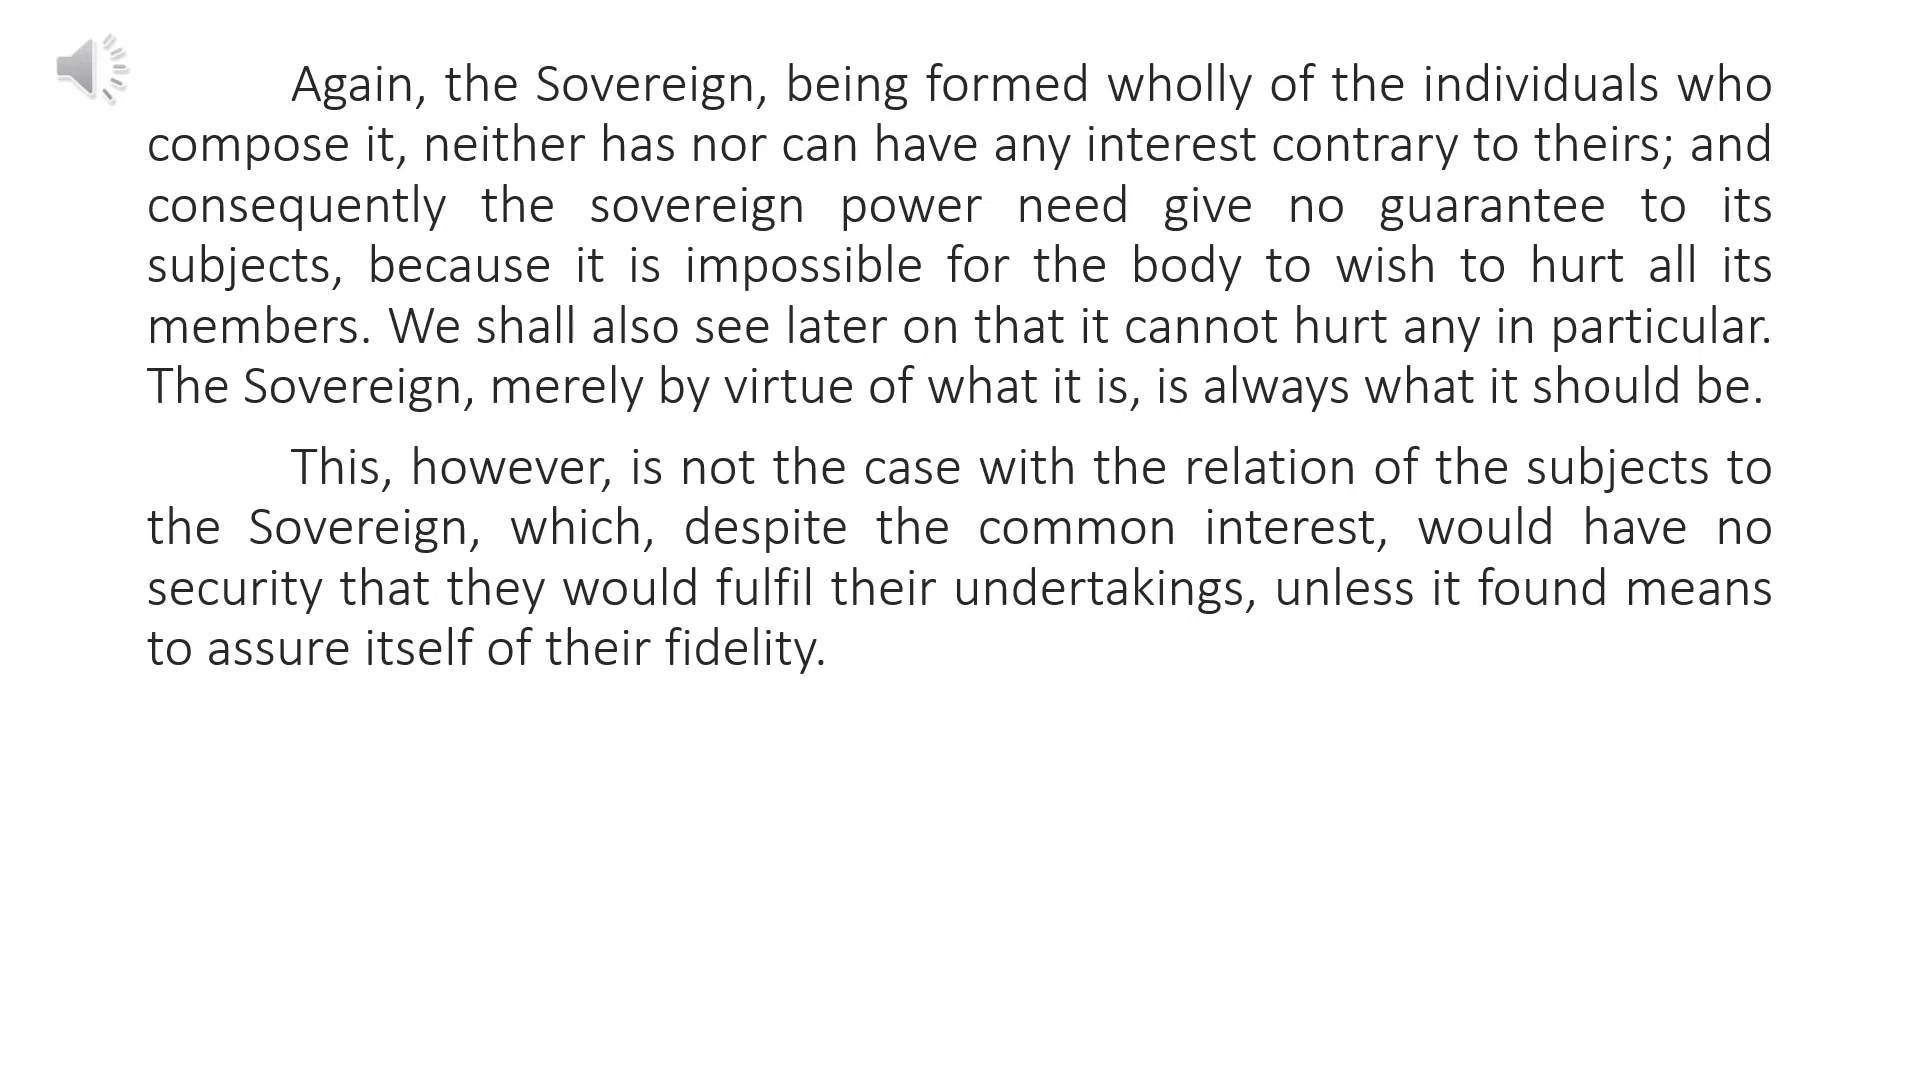 Again, the Sovereign, being formed wholly of the individuals who
compose it, neither has nor can have any interest contrary to theirs; and
consequently the sovereign power need give no guarantee to its
subjects, because it is impossible for the body to wish to hurt all its
members. We shall also see later on that it cannot hurt any in particular.
The Sovereign, merely by virtue of what it is, is always what it should be.
This, however, is not the case with the relation of the subjects to
the Sovereign, which, despite the common interest, would have no
security that they would fulfil their undertakings, unless it found means
to assure itself of their fidelity.